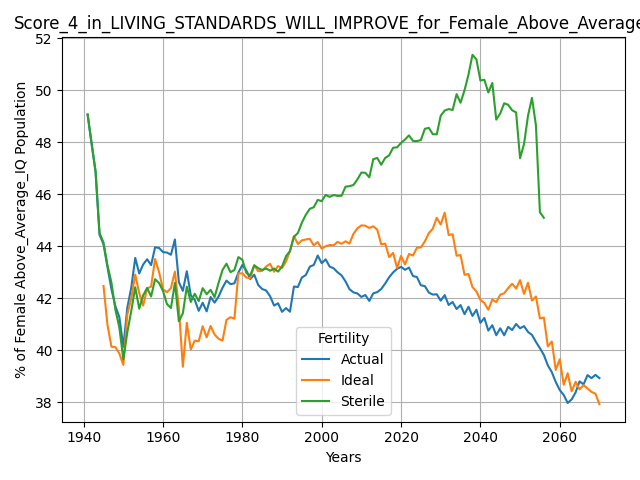 Score_4_in_LIVING_STANDARDS_WILL_IMPROVE_for_Female_Above_Average
% of Female Above_Average_IQ Population
52
50
48
46
44
42
40
38
Fertility
Actual
Ideal
Sterile
1940 1960 1980 2000 2020 2040 2060
Years